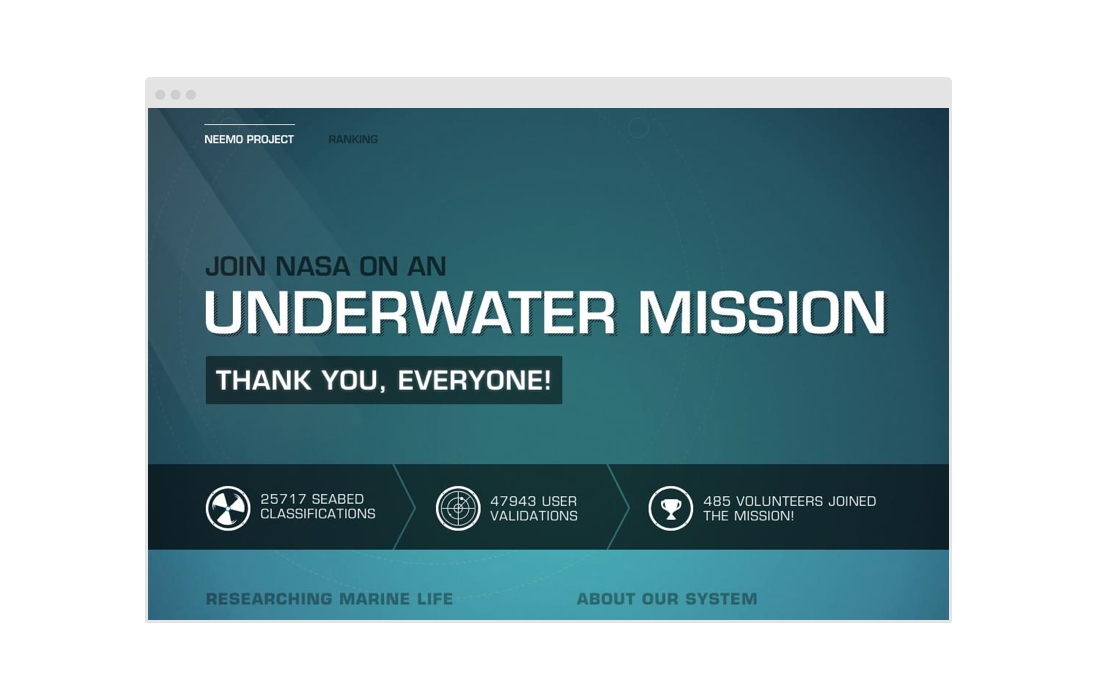 NEEMO PROJECT RANKING
JOIN NASA ON AN
UNDERWATER MISSION
THANK YOU, EVERYONE!
25717 SEABED
CLASSIFICATIONS
47943 USER
VALIDATIONS
485 VOLUNTEERS JOINED
THE MISSION!
RESEARCHING MARINE LIFE
ABOUT OUR SYSTEM